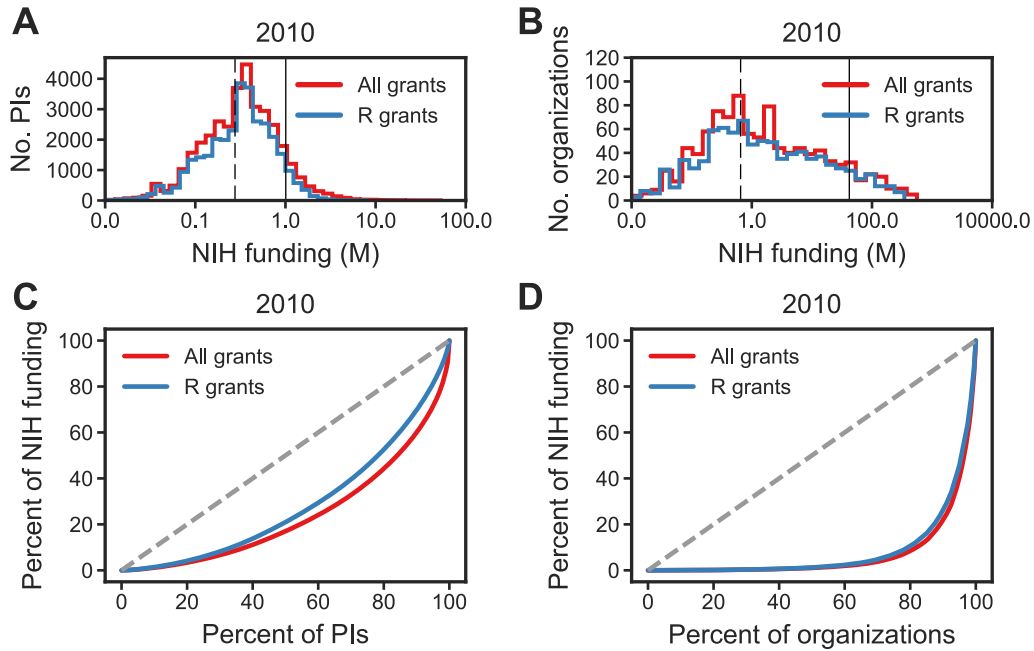 A
2010
No. PIs
4000
3000
2000
1000
0
All grants
R grants
0.0
0.1
1.0
10.0
100.0
NIH funding (M)
B
2010
No. organizations
120
100
80
60
40
20
0
All grants
R grants
0.0
1.0
100.0
10000.0
NIH funding (M)
C
2010
Percent of NIH funding
100
80
60
40
20
0
All grants
R grants
0
20
40
60
80
100
Percent of PIs
D
2010
Percent of NIH funding
100
80
60
40
20
0
All grants
R grants
0
20
40
60
80
100
Percent of organizations